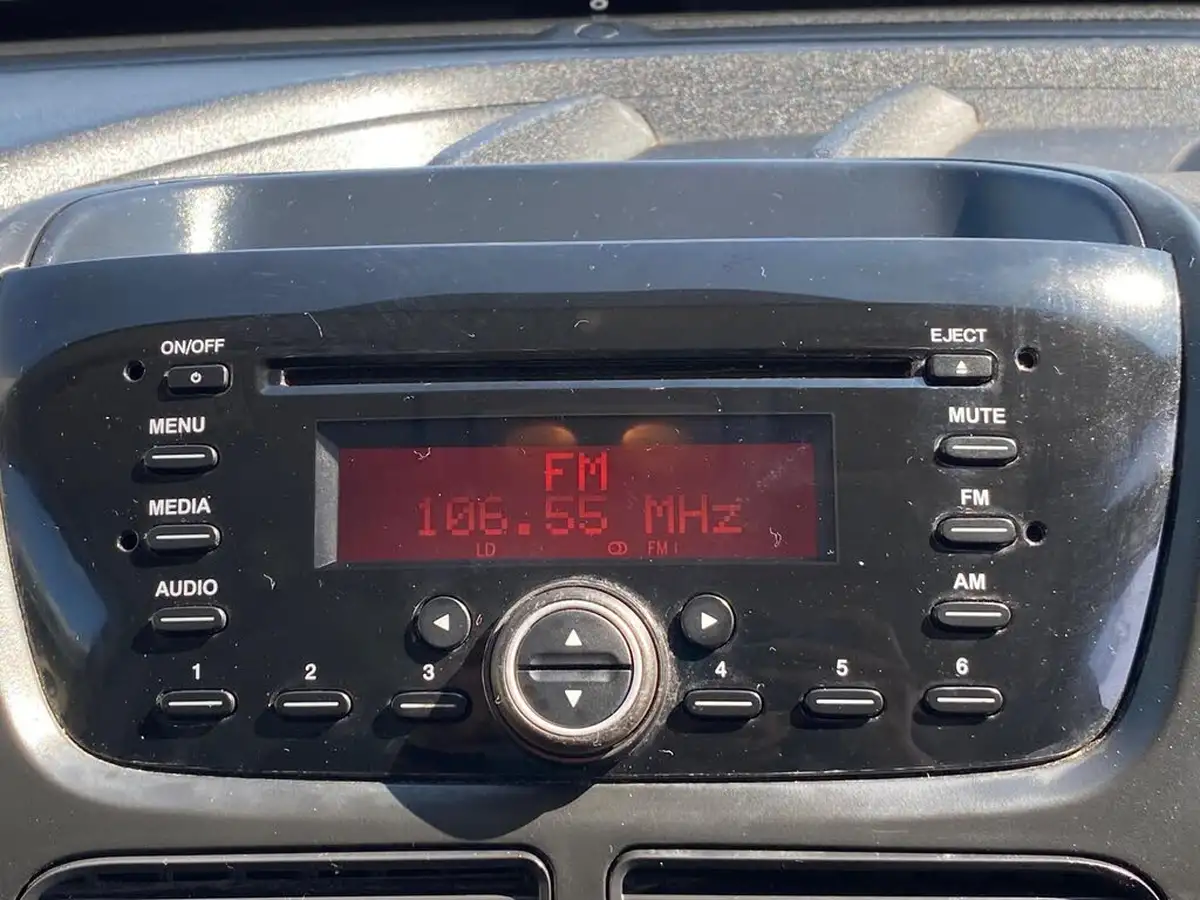 ON/OFF
EJECT
MENU
MUTE
FM
106.55 MHz
LD FM1
MEDIA
FM
AUDIO
AM
1 2 3 4 5 6